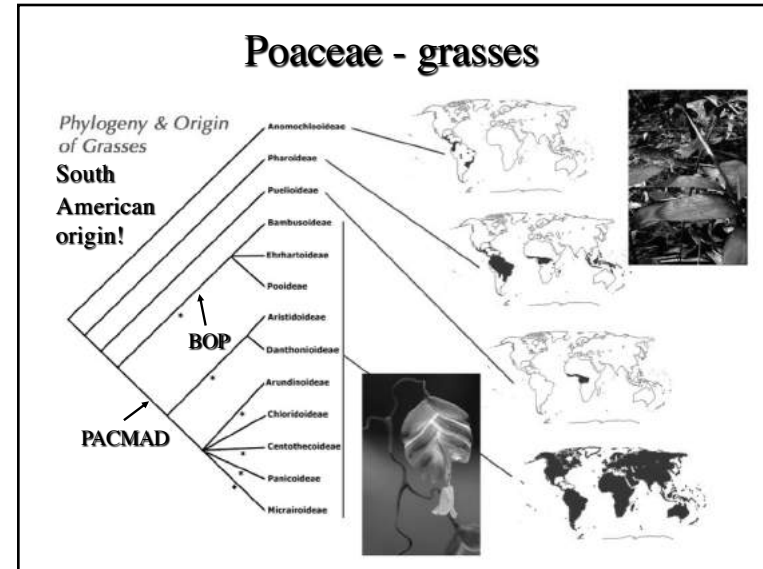 Poaceae - grasses
Phylogeny & Origin
of Grasses
South
American
origin!
Anomochlooideae
Pharoideae
Puelioideae
Bambusoideae
Ehrhartoideae
Pooideae
Aristidoideae
Danthonioideae
Arundinoideae
Chloridoideae
Centothecoideae
Panicoideae
Micrairoideae
BOP
PACMAD